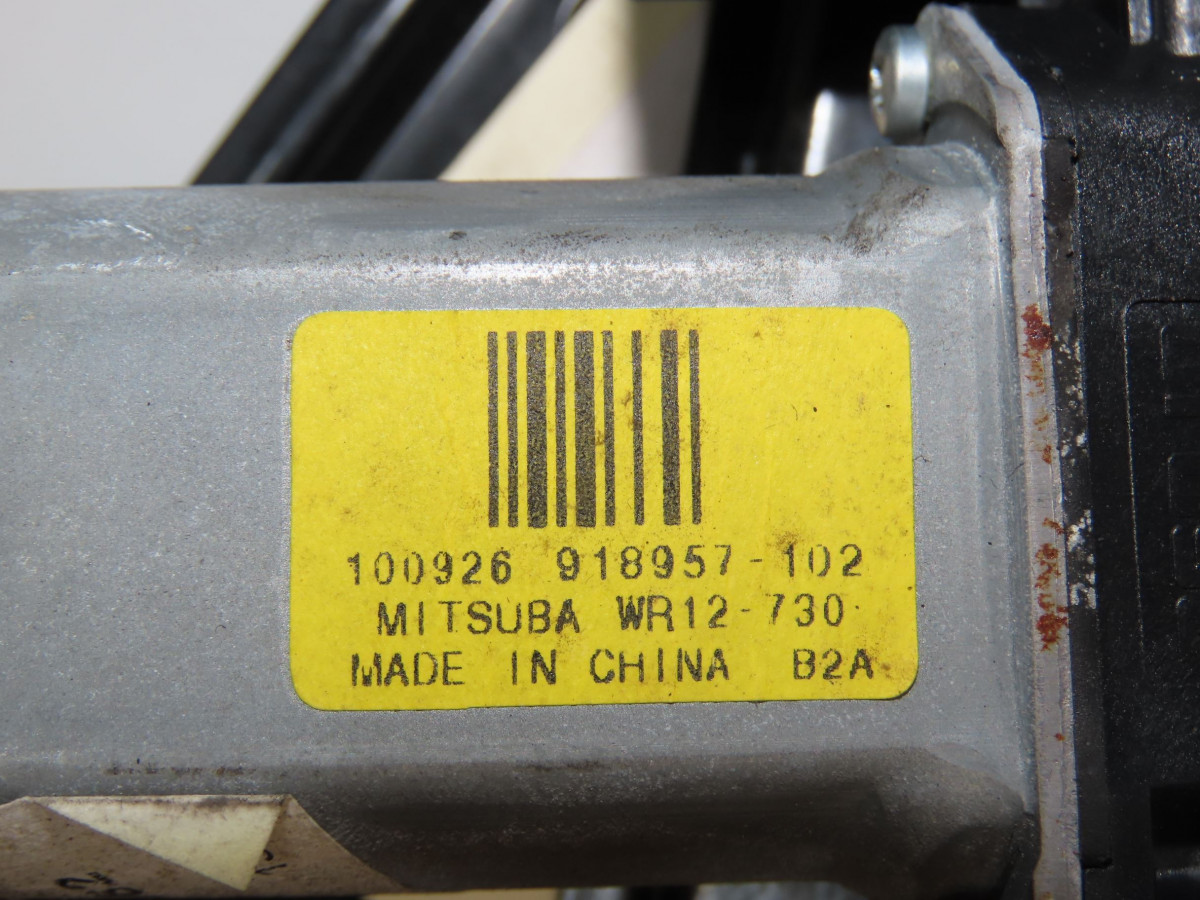 100926 918957-102
MITSUBA WR12-730
MADE IN CHINA B2A